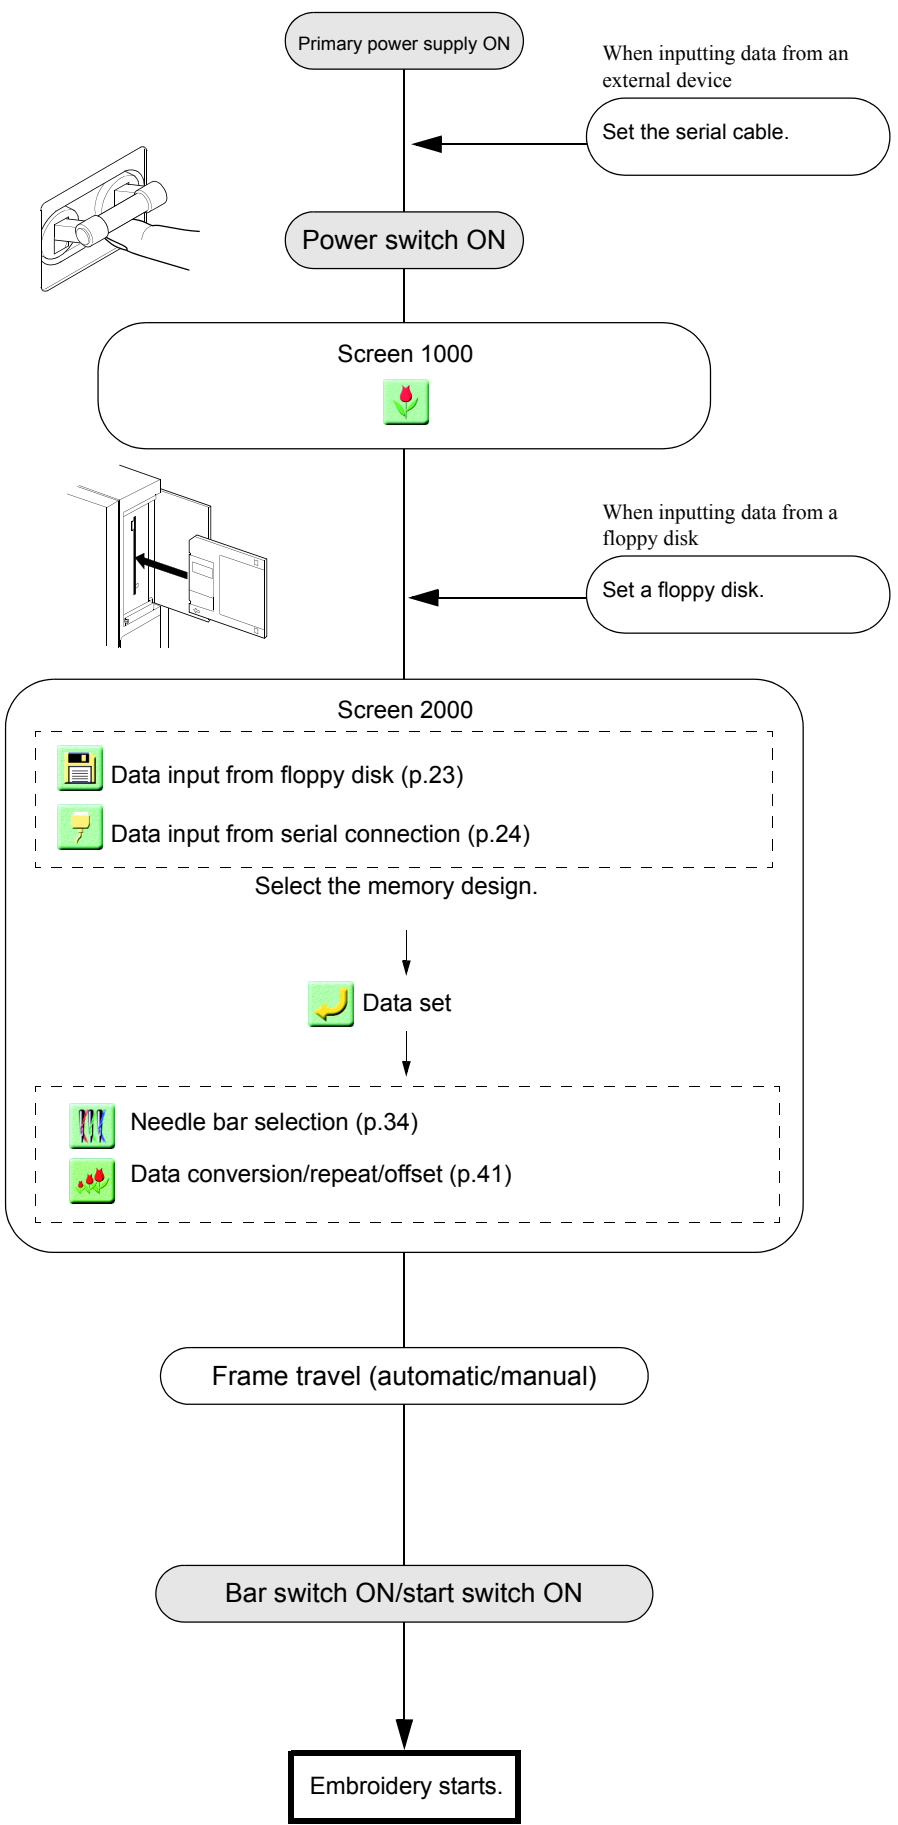 Primary power supply ON
When inputting data from an
external device
Set the serial cable.
Power switch ON
Screen 1000
When inputting data from a
floppy disk
Set a floppy disk.
Screen 2000
Data input from floppy disk (p.23)
Data input from serial connection (p.24)
Select the memory design.
Data set
Needle bar selection (p.34)
Data conversion/repeat/offset (p.41)
Frame travel (automatic/manual)
Bar switch ON/start switch ON
Embroidery starts.